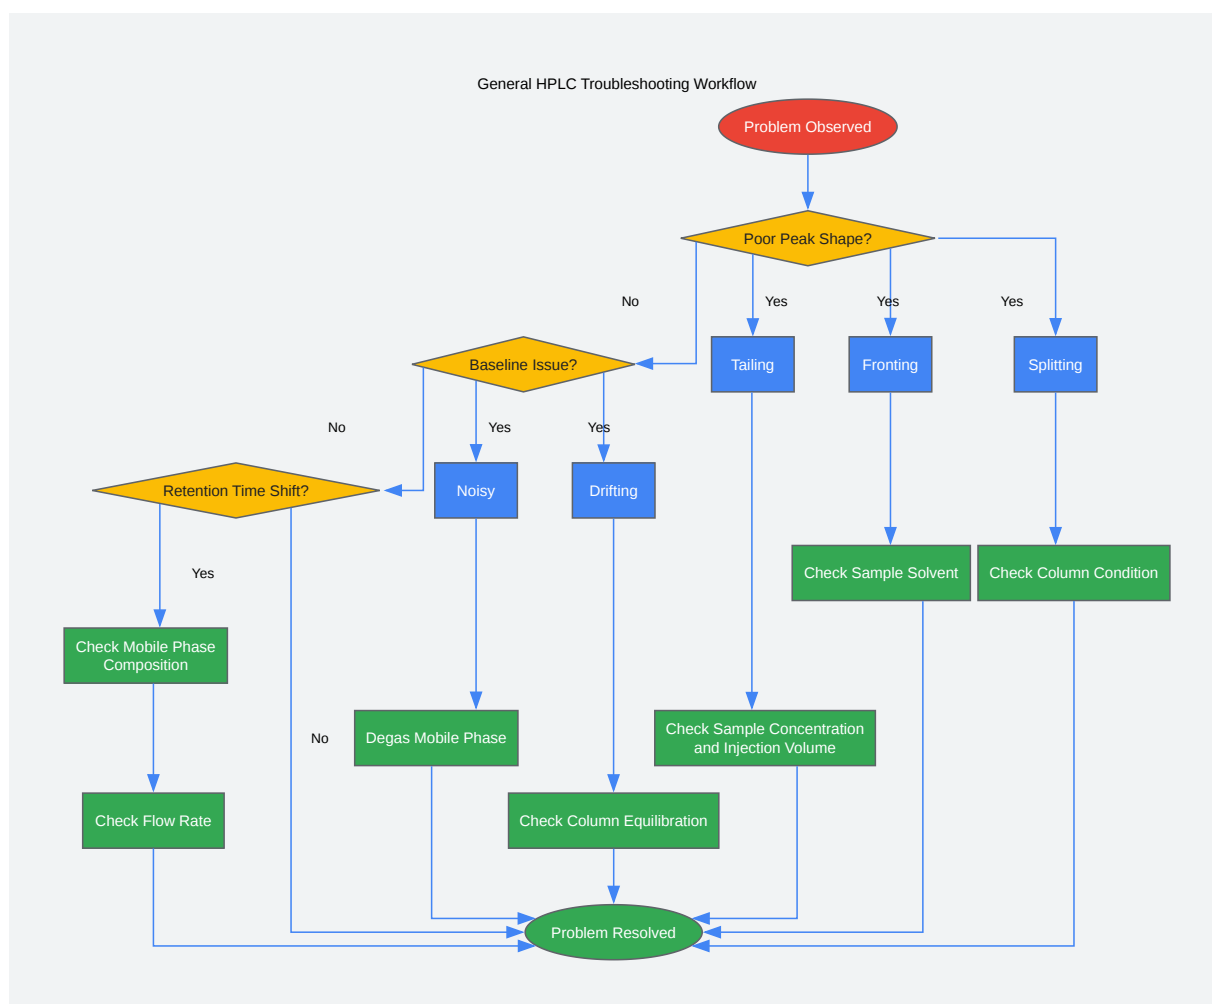 General HPLC Troubleshooting Workflow
Problem Observed
Poor Peak Shape?
No
Yes
Yes
Yes
Baseline Issue?
Tailing
Fronting
Splitting
No
Yes
Yes
Retention Time Shift?
Noisy
Drifting
Yes
Check Sample Solvent
Check Column Condition
Check Mobile Phase
Composition
No
Degas Mobile Phase
Check Sample Concentration
and Injection Volume
Check Flow Rate
Check Column Equilibration
Problem Resolved